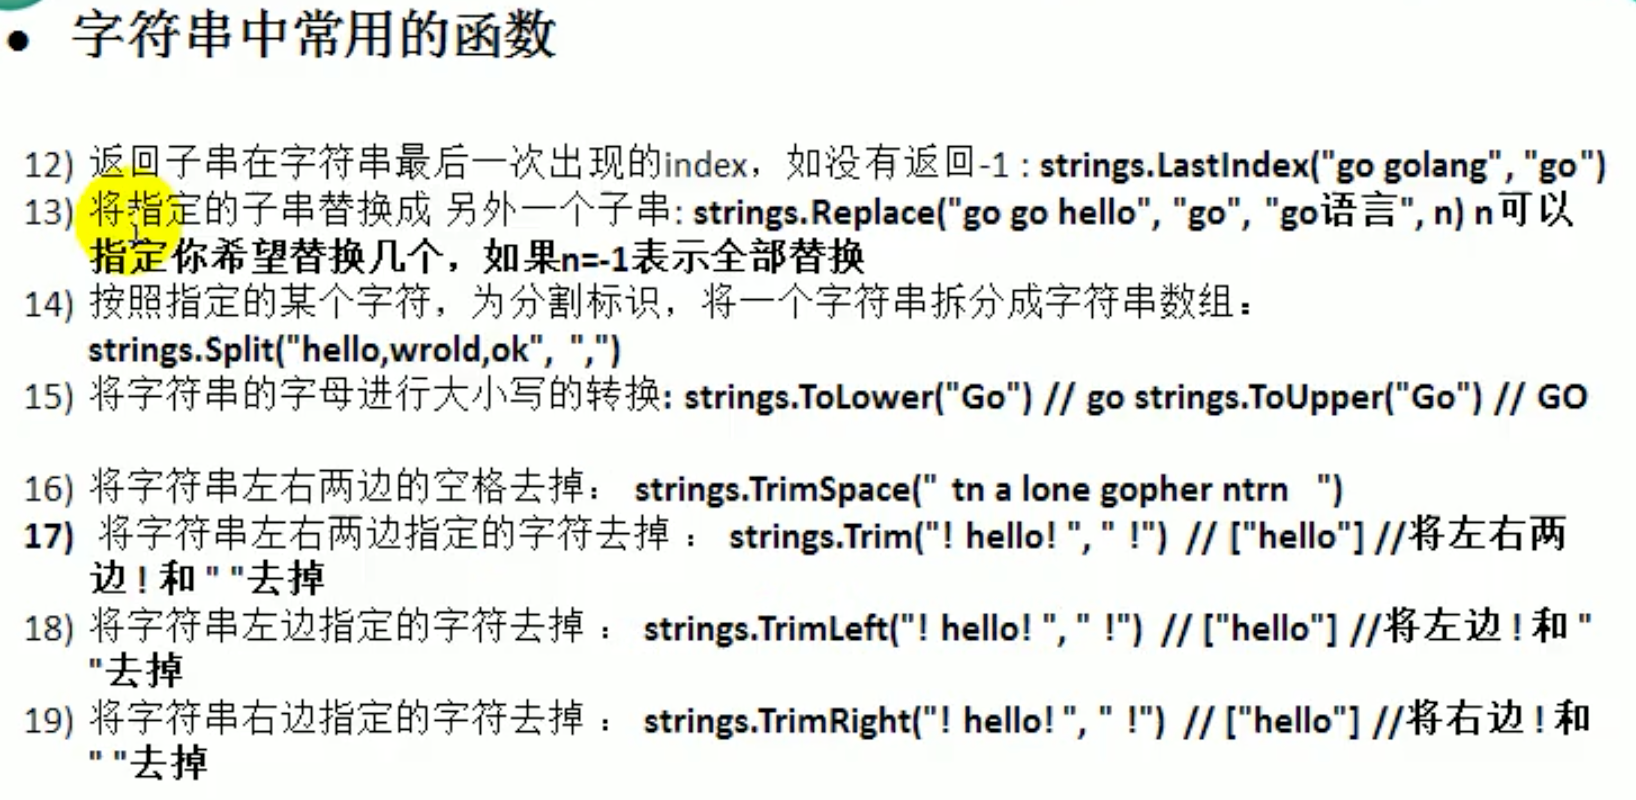 ● 字符串中常用的函数
12) 返回子串在字符串最后一次出现的index，如没有返回-1 : strings.LastIndex("go golang", "go")
13) 将指定的子串替换成 另外一个子串: strings.Replace("go go hello", "go", "go语言", n) n可以
指定你希望替换几个，如果n=-1表示全部替换
14) 按照指定的某个字符，为分割标识，将一个字符串拆分成字符串数组：
strings.Split("hello,wrold,ok", ",")
15) 将字符串的字母进行大小写的转换: strings.ToLower("Go") // go strings.ToUpper("Go") // GO
16) 将字符串左右两边的空格去掉： strings.TrimSpace(" tn a lone gopher ntrn   ")
17) 将字符串左右两边指定的字符去掉 ： strings.Trim("! hello! ", " !") // ["hello"] //将左右两
边 ! 和 " "去掉
18) 将字符串左边指定的字符去掉 ： strings.TrimLeft("! hello! ", " !") // ["hello"] //将左边 ! 和 "
"去掉
19) 将字符串右边指定的字符去掉 ： strings.TrimRight("! hello! ", " !") // ["hello"] //将右边 ! 和
" "去掉